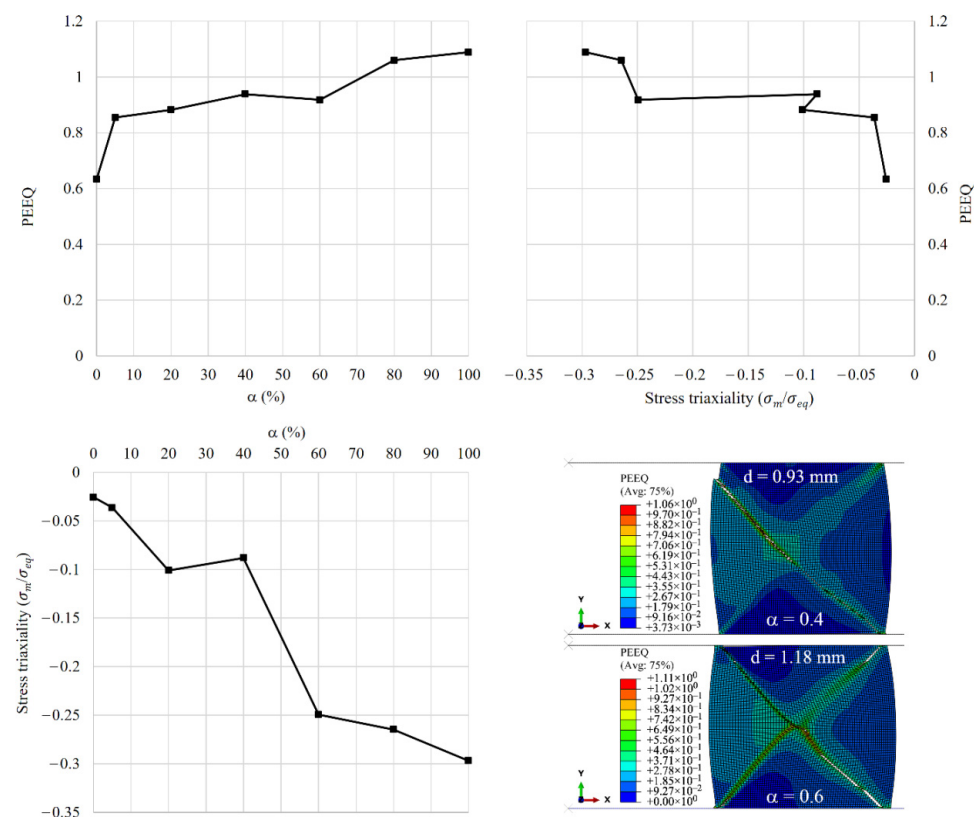 1.2
1
0.8
0.6
0.4
0.2
0
PEEQ
0 10 20 30 40 50 60 70 80 90 100
α (%)
1.2
1
0.8
0.6
0.4
0.2
0
PEEQ
−0.35 −0.3 −0.25 −0.2 −0.15 −0.1 −0.05 0
Stress triaxiality (σm/σeq)
α (%)
0 10 20 30 40 50 60 70 80 90 100
0
−0.05
−0.1
−0.15
−0.2
−0.25
−0.3
−0.35
Stress triaxiality (σm/σeq)
PEEQ
(Avg: 75%)
+1.06×10⁰
+9.70×10⁻¹
+8.82×10⁻¹
+7.94×10⁻¹
+7.06×10⁻¹
+6.19×10⁻¹
+5.31×10⁻¹
+4.43×10⁻¹
+3.55×10⁻¹
+2.67×10⁻¹
+1.79×10⁻¹
+9.16×10⁻²
+3.73×10⁻³
d = 0.93 mm
α = 0.4
Y
X
PEEQ
(Avg: 75%)
+1.11×10⁰
+1.02×10⁰
+9.27×10⁻¹
+8.34×10⁻¹
+7.42×10⁻¹
+6.49×10⁻¹
+5.56×10⁻¹
+4.64×10⁻¹
+3.71×10⁻¹
+2.78×10⁻¹
+1.85×10⁻¹
+9.27×10⁻²
+0.00×10⁰
d = 1.18 mm
α = 0.6
Y
X